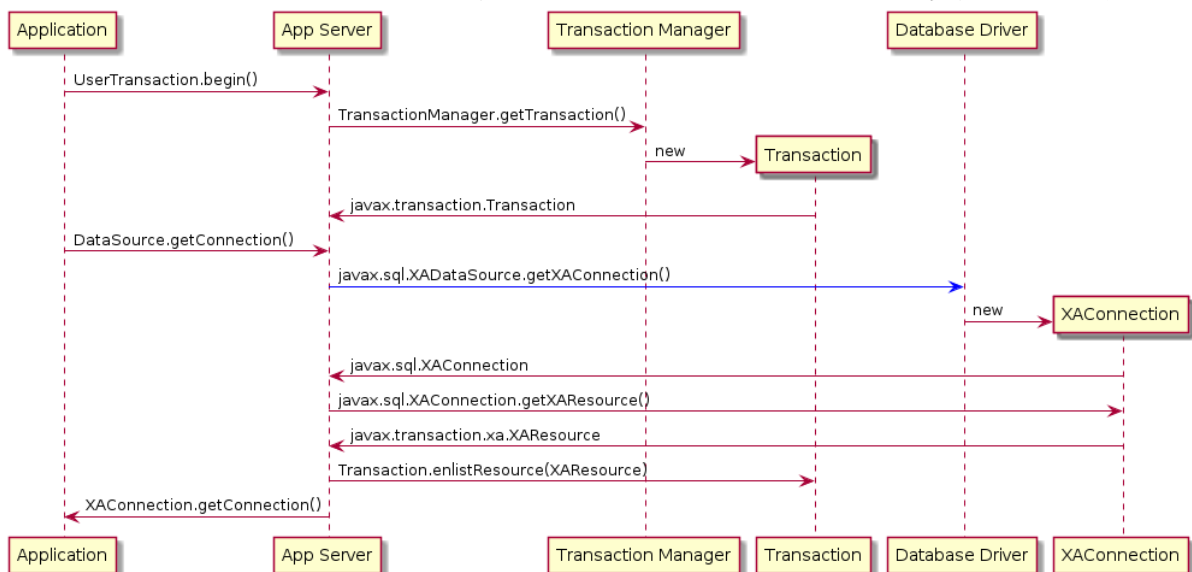 Application
App Server
Transaction Manager
Database Driver
UserTransaction.begin()
TransactionManager.getTransaction()
new
Transaction
javax.transaction.Transaction
DataSource.getConnection()
javax.sql.XADataSource.getXAConnection()
new
XAConnection
javax.sql.XAConnection
javax.sql.XAConnection.getXAResource()
javax.transaction.xa.XAResource
Transaction.enlistResource(XAResource)
XAConnection.getConnection()
Application
App Server
Transaction Manager
Transaction
Database Driver
XAConnection